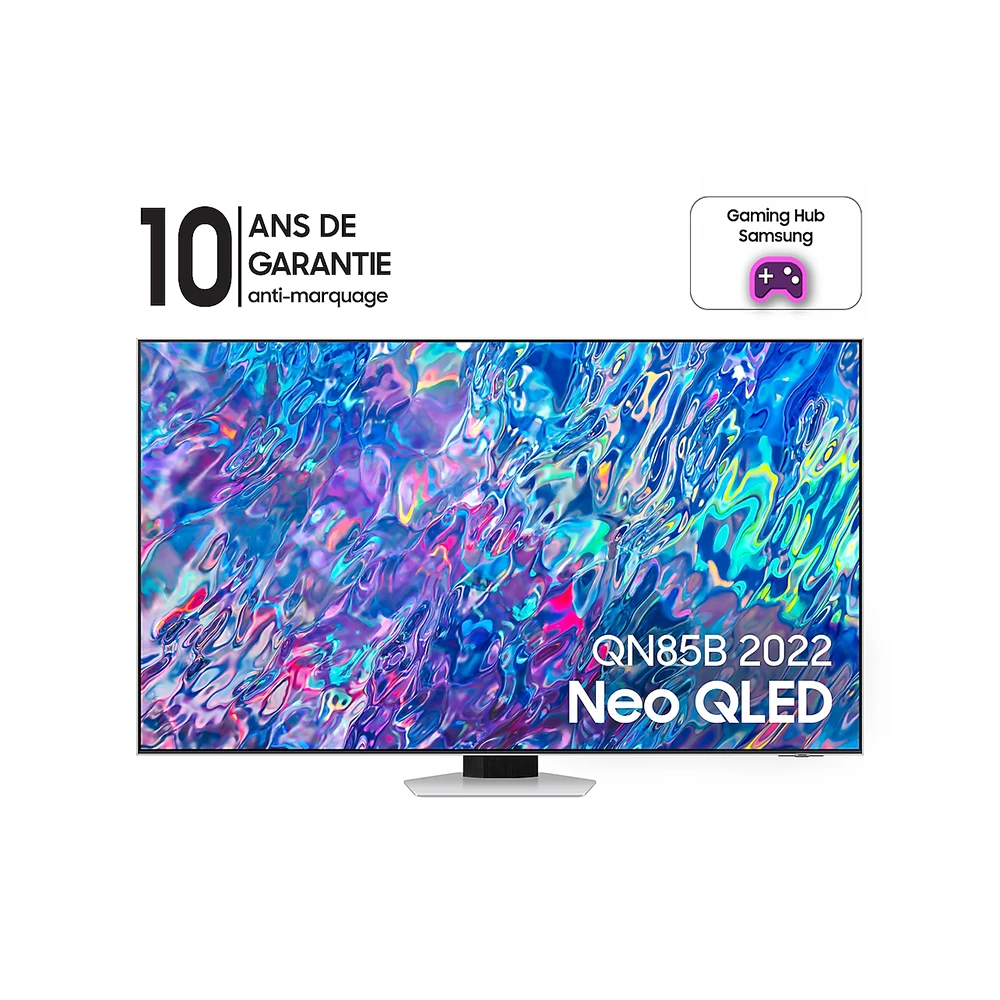 10 ANS DE
GARANTIE
anti-marquage
Gaming Hub
Samsung
QN85B 2022
Neo QLED